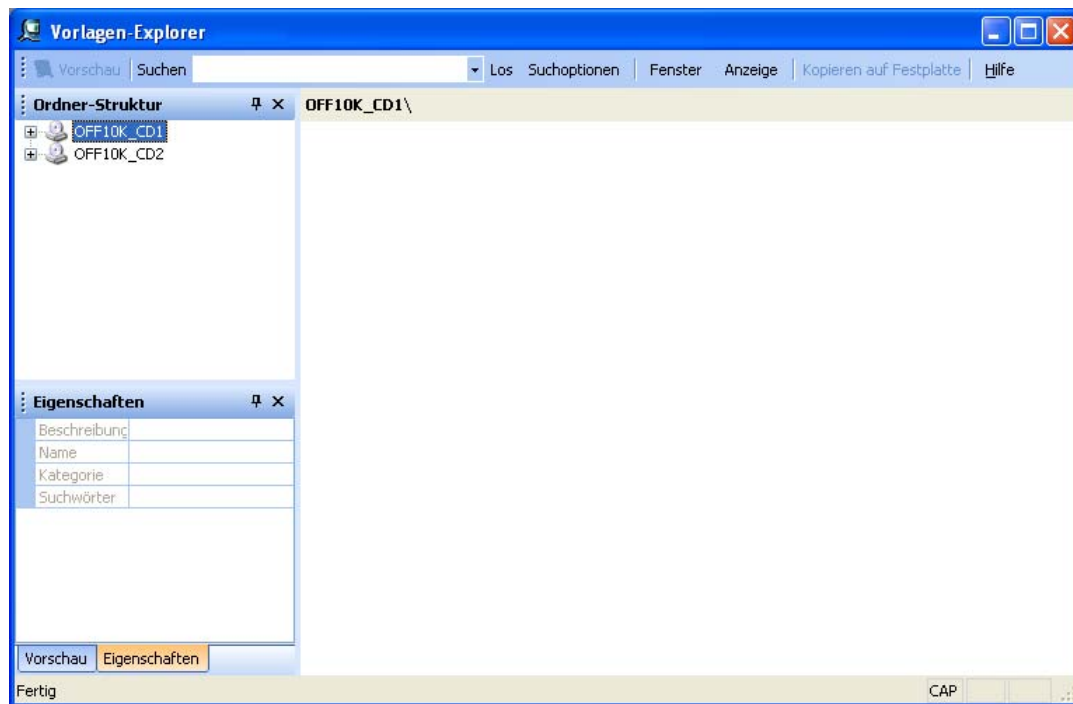 Vorlagen-Explorer
Vorschau Suchen Los Suchoptionen Fenster Anzeige Kopieren auf Festplatte Hilfe
Ordner-Struktur
OFF10K_CD1
OFF10K_CD2
OFF10K_CD1\
Eigenschaften
Beschreibung
Name
Kategorie
Suchwörter
Vorschau Eigenschaften
Fertig CAP